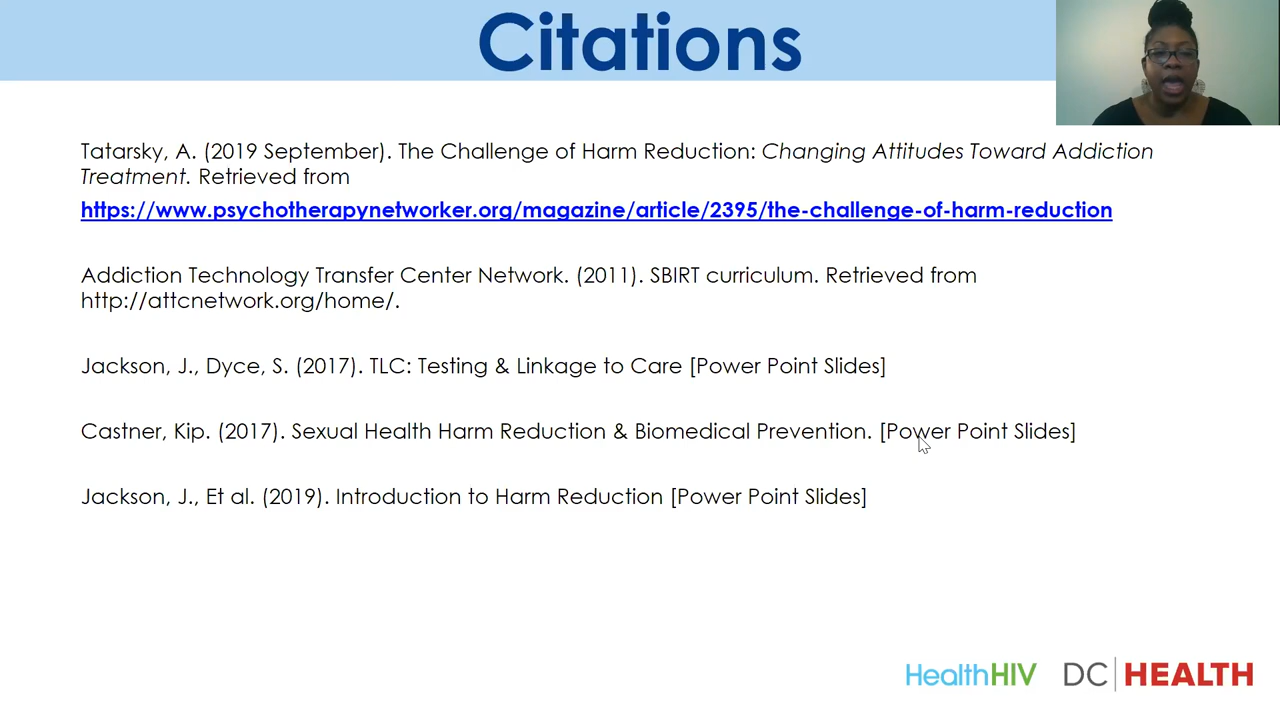 Citations
Tatarsky, A. (2019 September). The Challenge of Harm Reduction: Changing Attitudes Toward Addiction
Treatment. Retrieved from
https://www.psychotherapynetworker.org/magazine/article/2395/the-challenge-of-harm-reduction
Addiction Technology Transfer Center Network. (2011). SBIRT curriculum. Retrieved from
http://attcnetwork.org/home/.
Jackson, J., Dyce, S. (2017). TLC: Testing & Linkage to Care [Power Point Slides]
Castner, Kip. (2017). Sexual Health Harm Reduction & Biomedical Prevention. [Power Point Slides]
Jackson, J., Et al. (2019). Introduction to Harm Reduction [Power Point Slides]
HealthHIV DC HEALTH